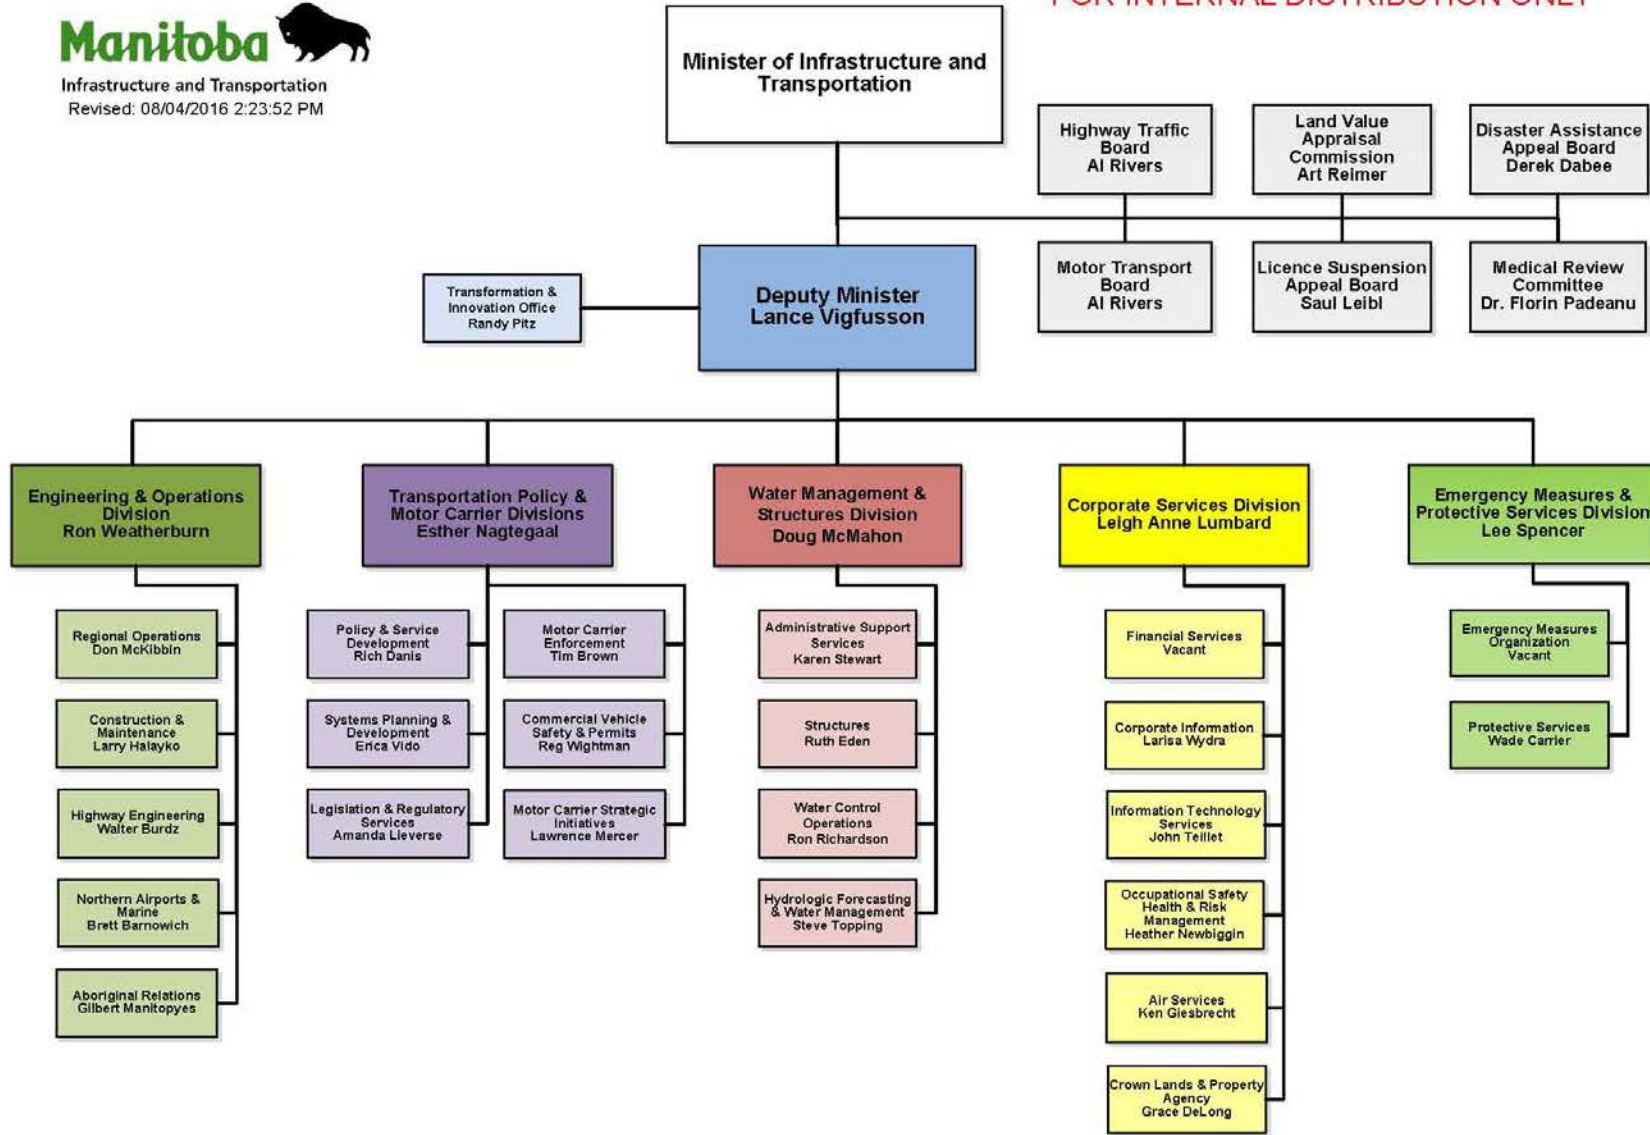 FOR INTERNAL DISTRIBUTION ONLY
Manitoba
Infrastructure and Transportation
Revised: 08/04/2016 2:23:52 PM
Minister of Infrastructure and
Transportation
Highway Traffic
Board
Al Rivers
Land Value
Appraisal
Commission
Art Reimer
Disaster Assistance
Appeal Board
Derek Dabee
Motor Transport
Board
Al Rivers
Licence Suspension
Appeal Board
Saul Leibl
Medical Review
Committee
Dr. Florin Padeanu
Transformation &
Innovation Office
Randy Pitz
Deputy Minister
Lance Vigfusson
Engineering & Operations
Division
Ron Weatherburn
Regional Operations
Don McKibbin
Construction &
Maintenance
Larry Halayko
Highway Engineering
Walter Burdz
Northern Airports &
Marine
Brett Barnowich
Aboriginal Relations
Gilbert Manitopyes
Transportation Policy &
Motor Carrier Divisions
Esther Nagtegaal
Policy & Service
Development
Rich Danis
Systems Planning &
Development
Erica Vido
Legislation & Regulatory
Services
Amanda Lieverse
Motor Carrier
Enforcement
Tim Brown
Commercial Vehicle
Safety & Permits
Reg Wightman
Motor Carrier Strategic
Initiatives
Lawrence Mercer
Water Management &
Structures Division
Doug McMahon
Administrative Support
Services
Karen Stewart
Structures
Ruth Eden
Water Control
Operations
Ron Richardson
Hydrologic Forecasting
& Water Management
Steve Topping
Corporate Services Division
Leigh Anne Lumbard
Financial Services
Vacant
Corporate Information
Larisa Wydra
Information Technology
Services
John Teillet
Occupational Safety
Health & Risk
Management
Heather Newbiggin
Air Services
Ken Giesbrecht
Crown Lands & Property
Agency
Grace DeLong
Emergency Measures &
Protective Services Division
Lee Spencer
Emergency Measures
Organization
Vacant
Protective Services
Wade Carrier